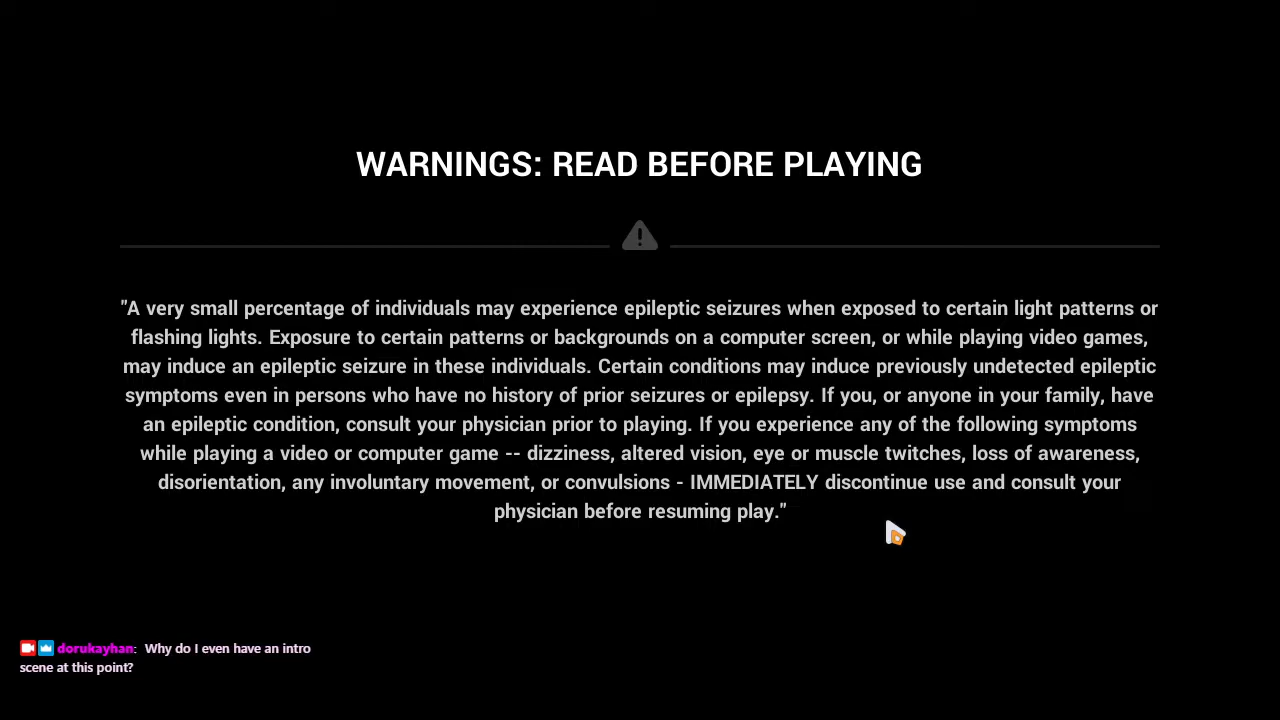 WARNINGS: READ BEFORE PLAYING
"A very small percentage of individuals may experience epileptic seizures when exposed to certain light patterns or
flashing lights. Exposure to certain patterns or backgrounds on a computer screen, or while playing video games,
may induce an epileptic seizure in these individuals. Certain conditions may induce previously undetected epileptic
symptoms even in persons who have no history of prior seizures or epilepsy. If you, or anyone in your family, have
an epileptic condition, consult your physician prior to playing. If you experience any of the following symptoms
while playing a video or computer game -- dizziness, altered vision, eye or muscle twitches, loss of awareness,
disorientation, any involuntary movement, or convulsions - IMMEDIATELY discontinue use and consult your
physician before resuming play."
dorukayhan: Why do I even have an intro
scene at this point?